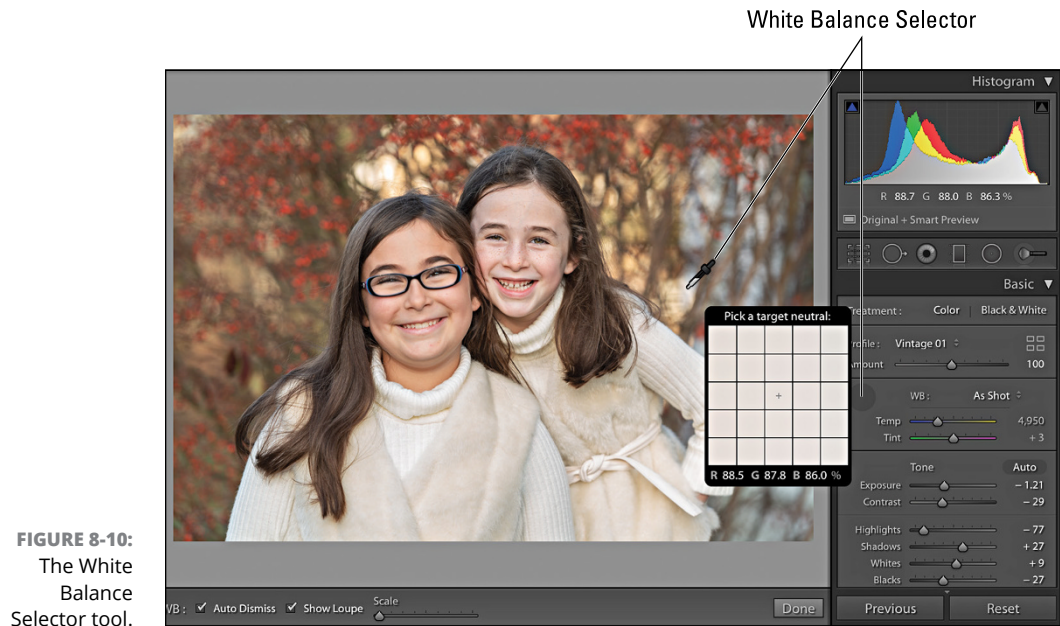 White Balance Selector
Histogram
R 88.7 G 88.0 B 86.3 %
Original + Smart Preview
Basic
Treatment : Color | Black & White
Pick a target neutral:
Profile : Vintage 01
Amount 100
WB : As Shot
Temp 4,950
Tint + 3
R 88.5 G 87.8 B 86.0 %
Tone Auto
Exposure – 1.21
Contrast – 29
Highlights – 77
Shadows + 27
Whites + 9
Blacks – 27
WB : Auto Dismiss Show Loupe Scale Done
Previous Reset
FIGURE 8-10:
The White
Balance
Selector tool.